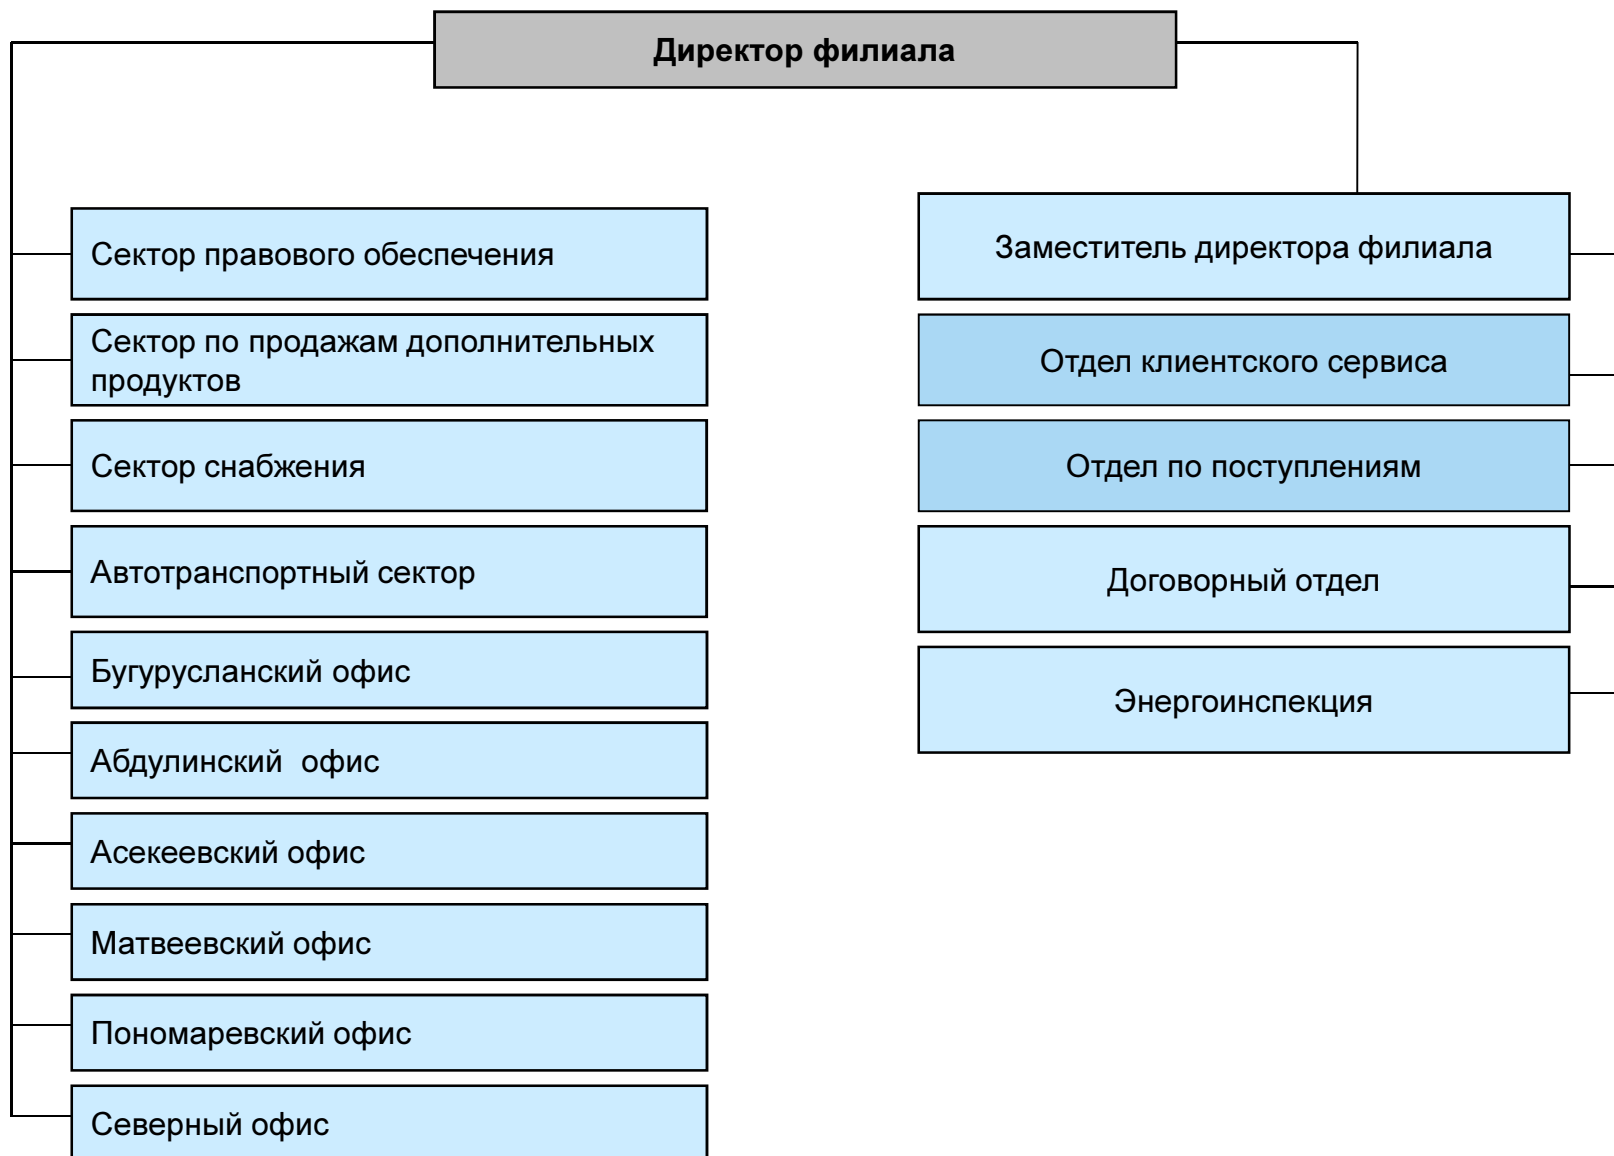 Директор филиала
Сектор правового обеспечения
Сектор по продажам дополнительных
продуктов
Сектор снабжения
Автотранспортный сектор
Бугурусланский офис
Абдулинский  офис
Асекеевский офис
Матвеевский офис
Пономаревский офис
Северный офис
Заместитель директора филиала
Отдел клиентского сервиса
Отдел по поступлениям
Договорный отдел
Энергоинспекция